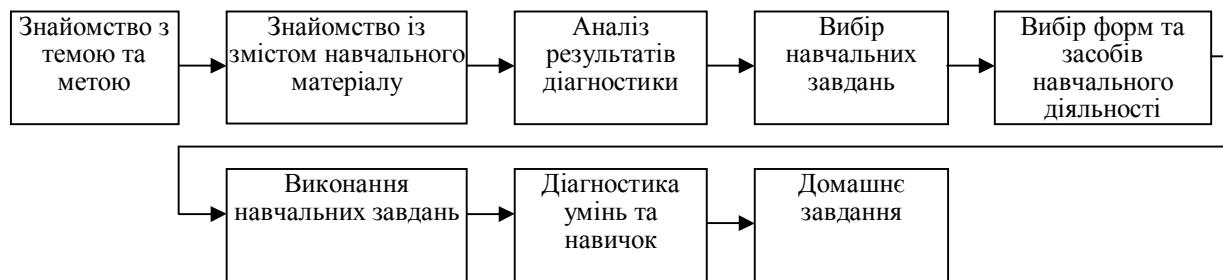 Знайомство з
темою та
метою
Знайомство із
змістом навчального
матеріалу
Аналіз
результатів
діагностики
Вибір
навчальних
завдань
Вибір форм та
засобів
навчального
діяльності
Виконання
навчальних завдань
Діагностика
умінь та
навичок
Домашнє
завдання